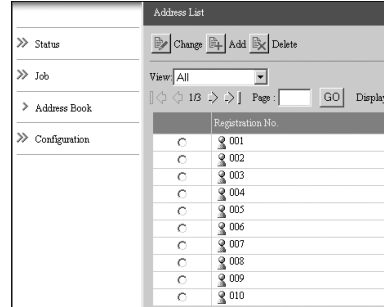 Address List
Status
Change Add Delete
Job
View: All
1/3 Page : GO Display
Address Book
Registration No.
Configuration
001
002
003
004
005
006
007
008
009
010